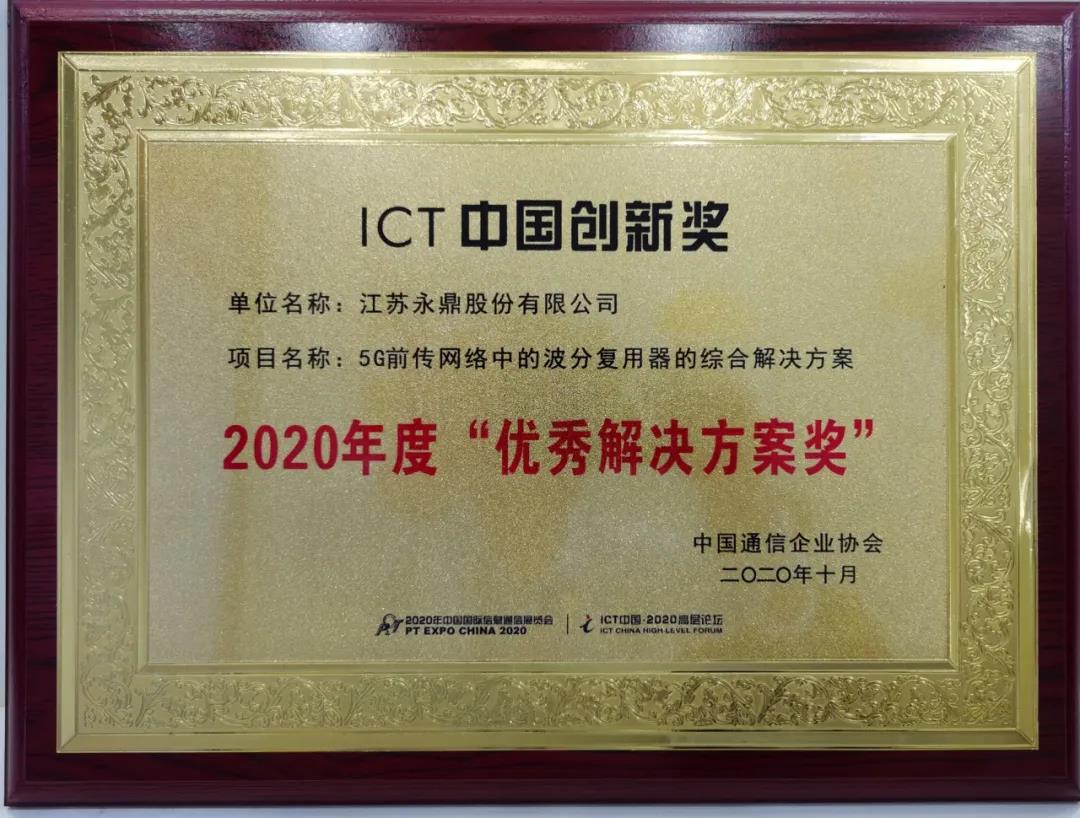 ICT 中国创新奖
单位名称：江苏永鼎股份有限公司
项目名称：5G前传网络中的波分复用器的综合解决方案
2020年度“优秀解决方案奖”
中国通信企业协会
二〇二〇年十月
PT 2020年中国国际信息通信展览会
PT EXPO CHINA 2020
ICT中国·2020高层论坛
ICT CHINA HIGH-LEVEL FORUM